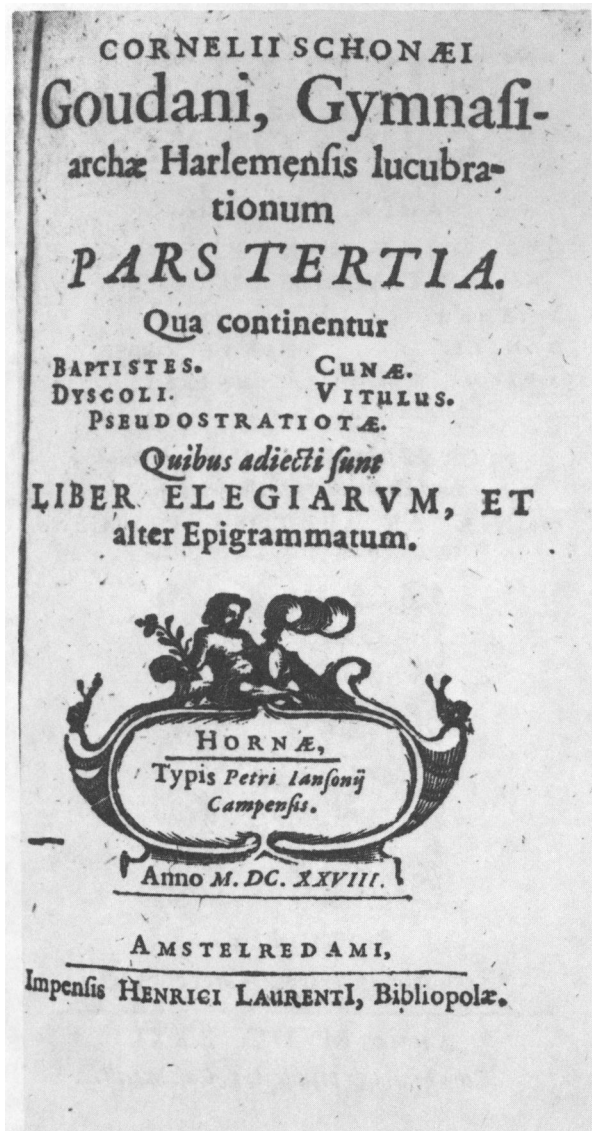 CORNELII SCHONÆI
Goudani, Gymnaſi-
archæ Harlemenſis lucubra-
tionum
PARS TERTIA.
Qua continentur
BAPTISTES. CUNÆ.
DYSCOLI. VITULUS.
PSEUDOSTRATIOTÆ.
Quibus adiecti ſunt
LIBER ELEGIARVM, ET
alter Epigrammatum.
HORNÆ,
Typis Petri Ianſonij
Campenſis.
Anno M. DC. XXVIII.
AMSTELREDAMI,
Impenſis HENRICI LAURENTI, Bibliopolæ.